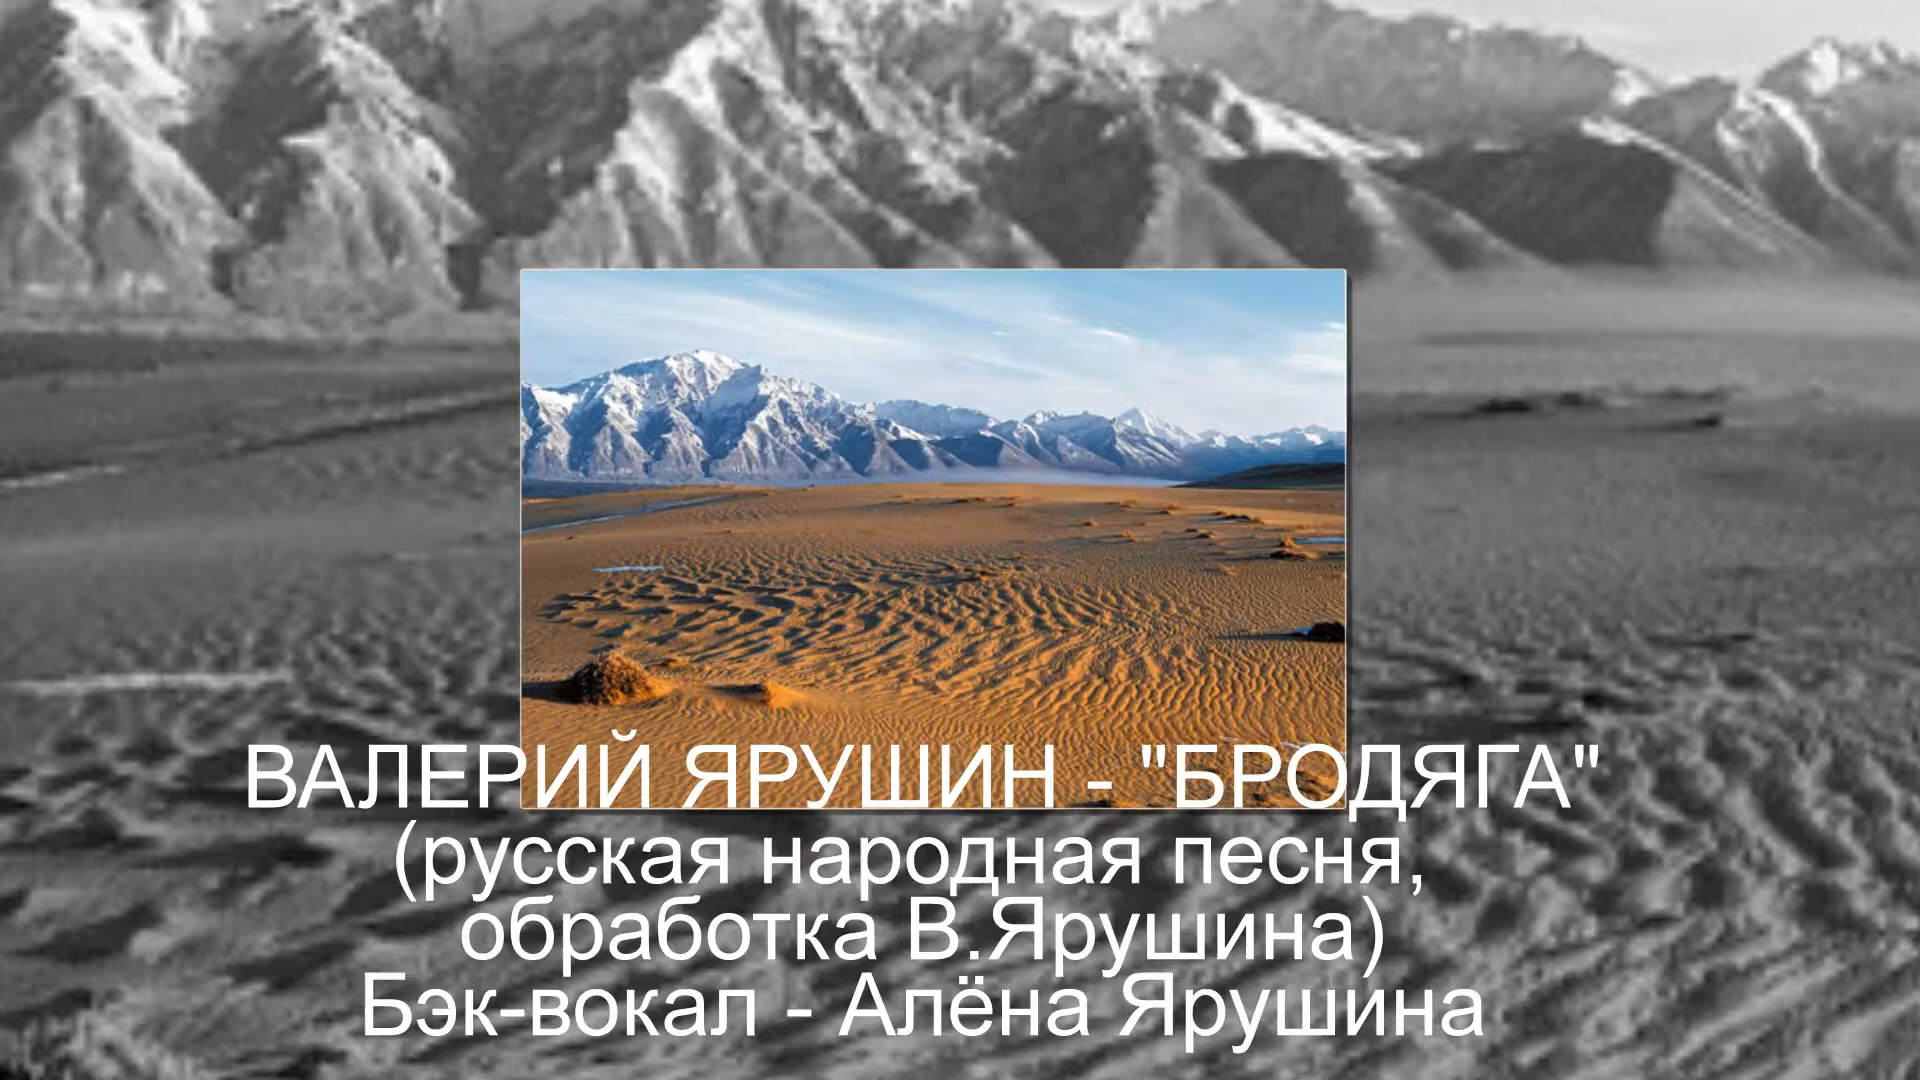 ВАЛЕРИЙ ЯРУШИН - "БРОДЯГА"
(русская народная песня,
обработка В.Ярушина)
Бэк-вокал - Алёна Ярушина